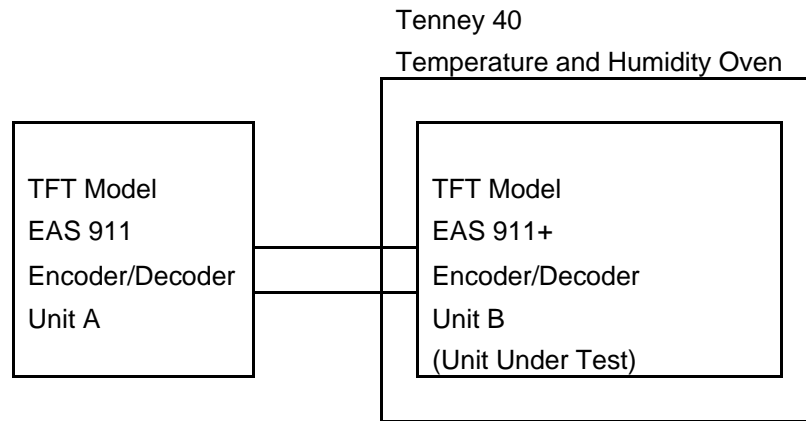 Tenney 40
Temperature and Humidity Oven
TFT Model
EAS 911
Encoder/Decoder
Unit A
TFT Model
EAS 911+
Encoder/Decoder
Unit B
(Unit Under Test)